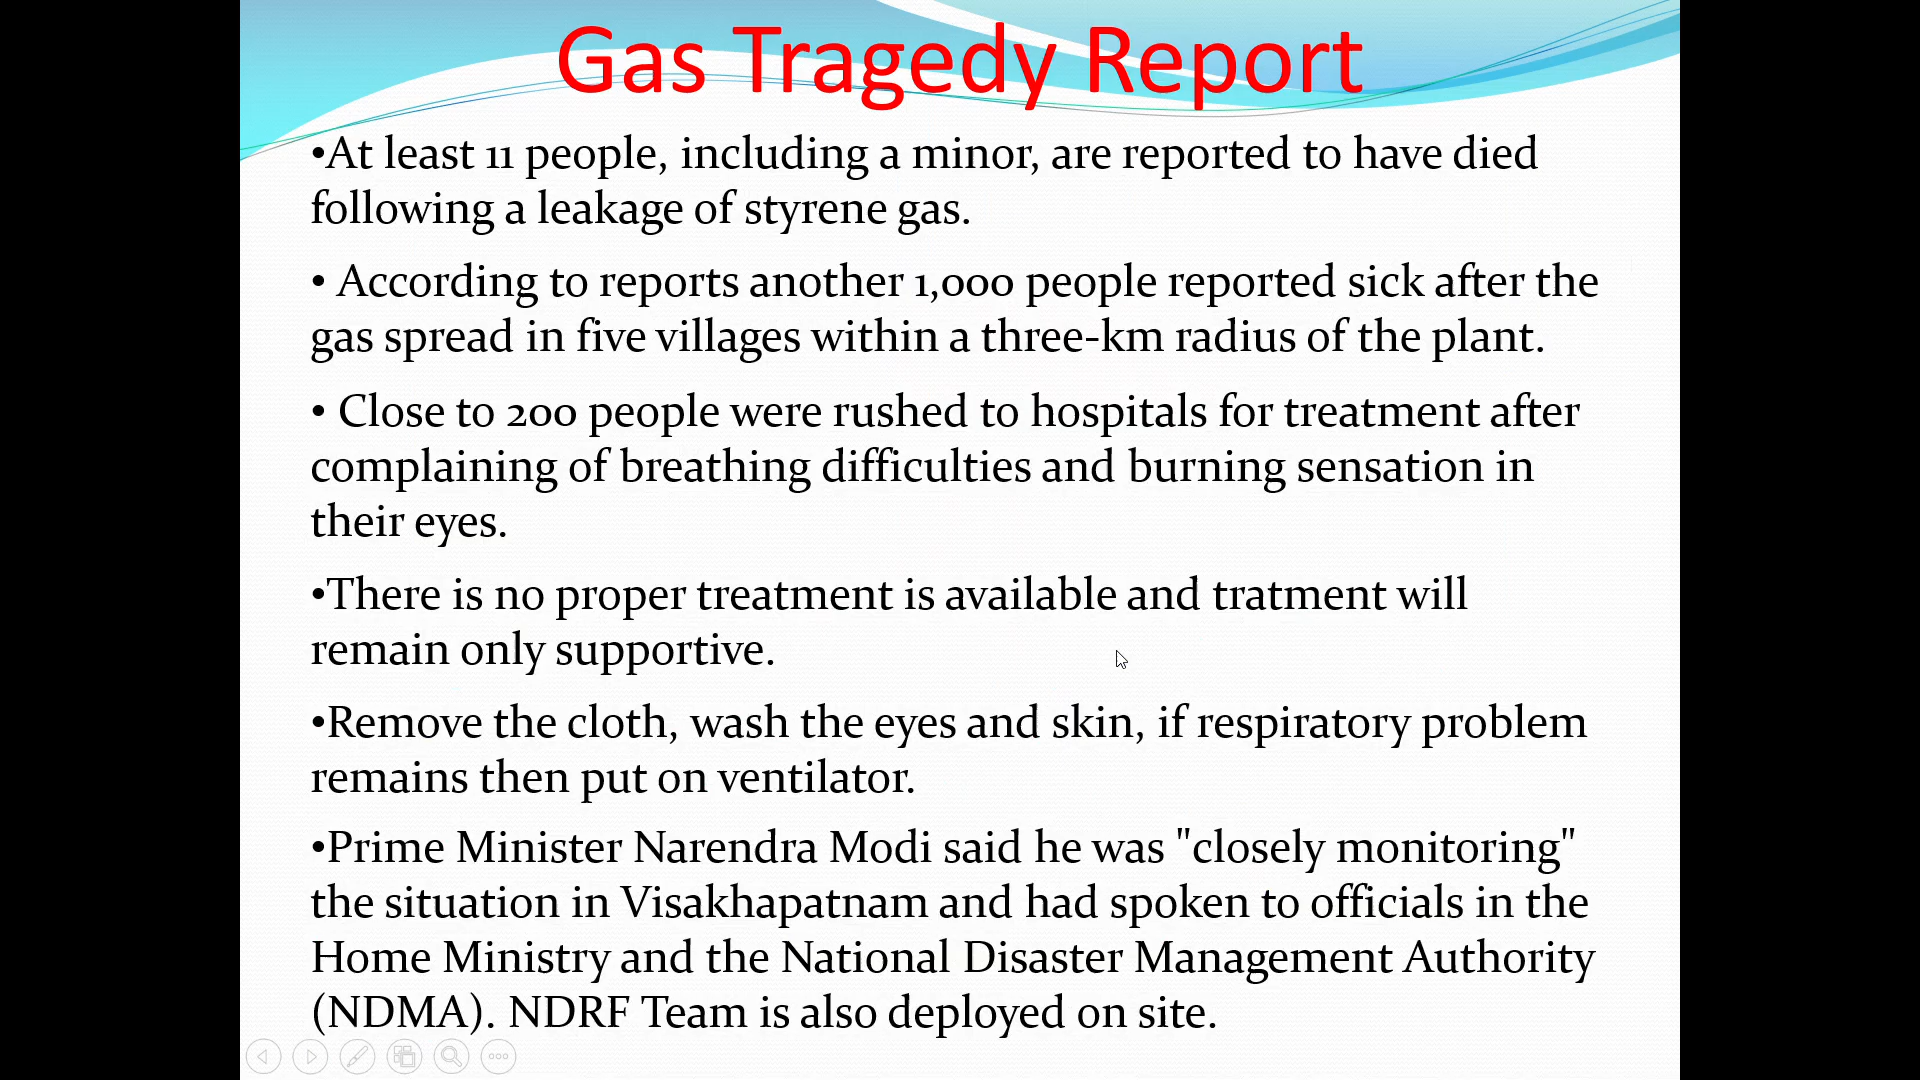 Gas Tragedy Report
•At least 11 people, including a minor, are reported to have died
following a leakage of styrene gas.
• According to reports another 1,000 people reported sick after the
gas spread in five villages within a three-km radius of the plant.
• Close to 200 people were rushed to hospitals for treatment after
complaining of breathing difficulties and burning sensation in
their eyes.
•There is no proper treatment is available and tratment will
remain only supportive.
•Remove the cloth, wash the eyes and skin, if respiratory problem
remains then put on ventilator.
•Prime Minister Narendra Modi said he was "closely monitoring"
the situation in Visakhapatnam and had spoken to officials in the
Home Ministry and the National Disaster Management Authority
(NDMA). NDRF Team is also deployed on site.